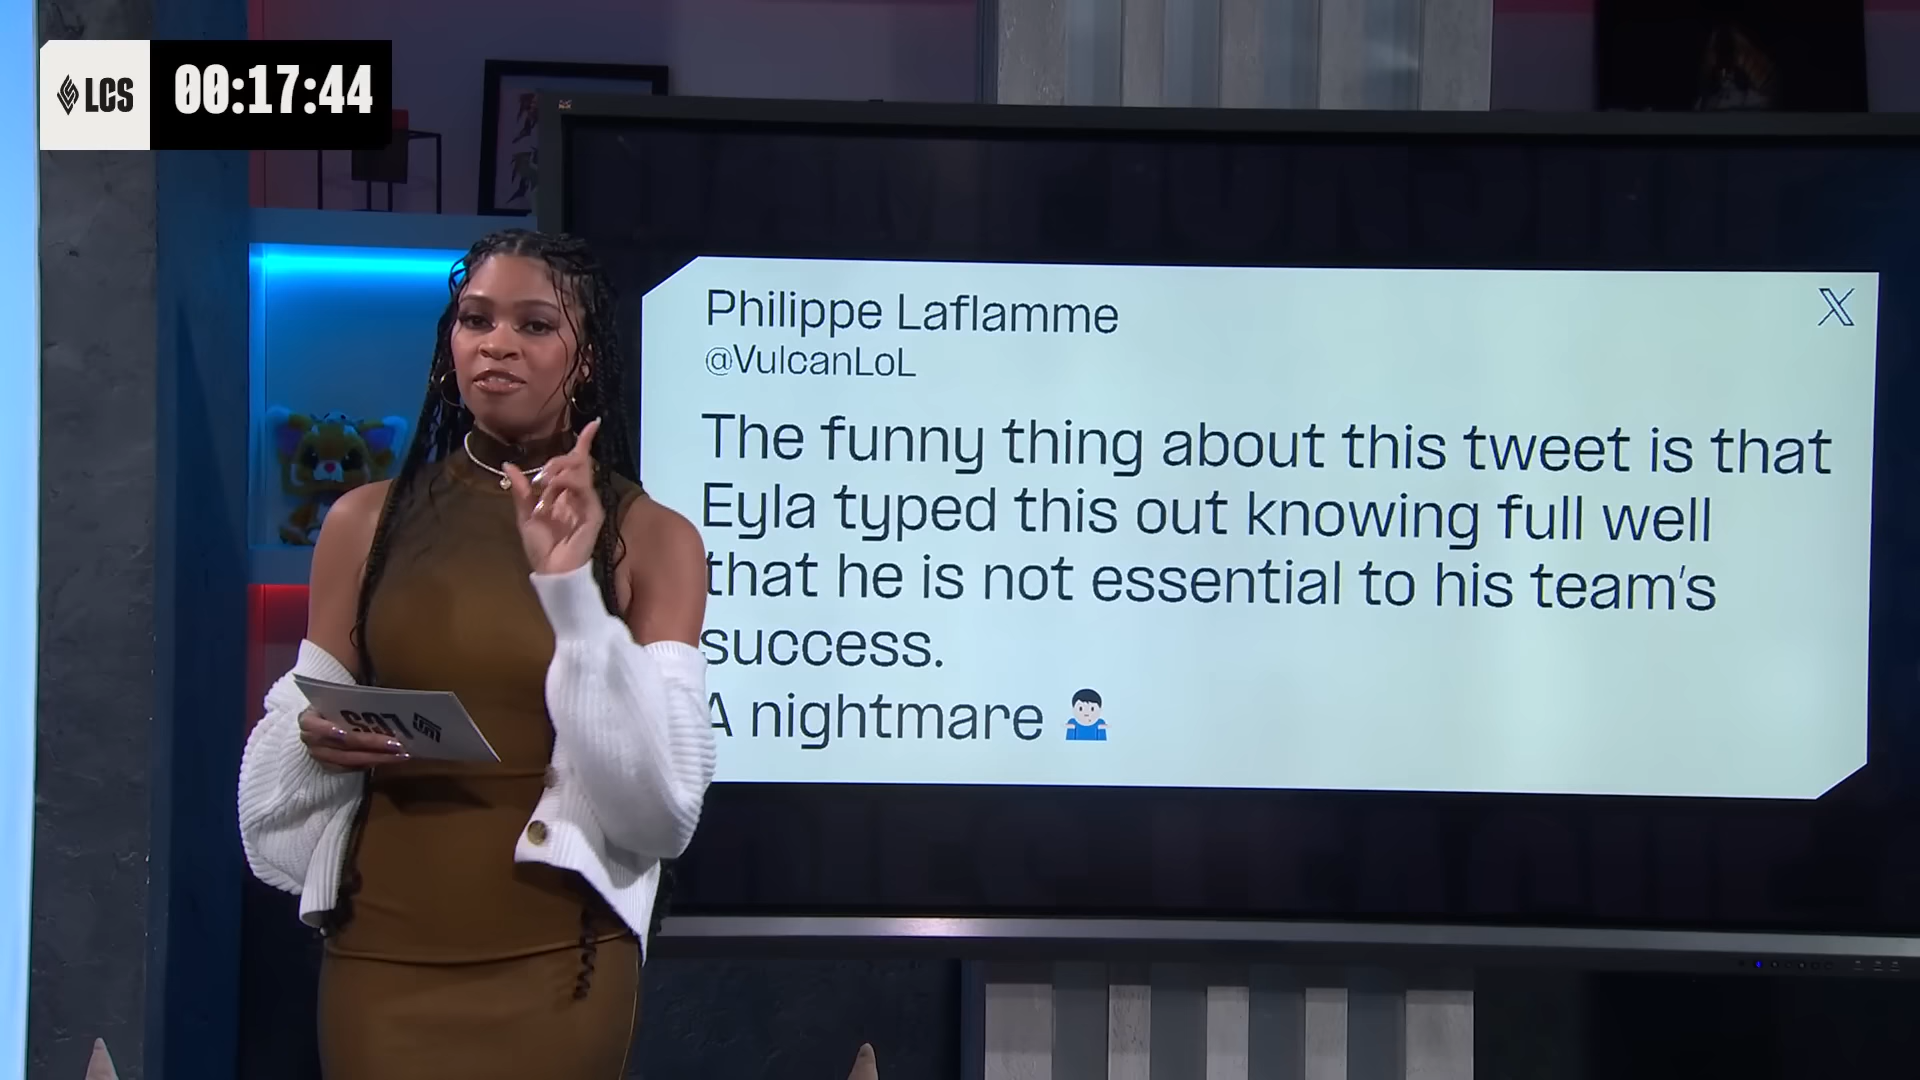 LCS 00:17:44
Philippe Laflamme
@VulcanLoL
The funny thing about this tweet is that
Eyla typed this out knowing full well
that he is not essential to his team's
success.
A nightmare 🤷‍♂️
LCS